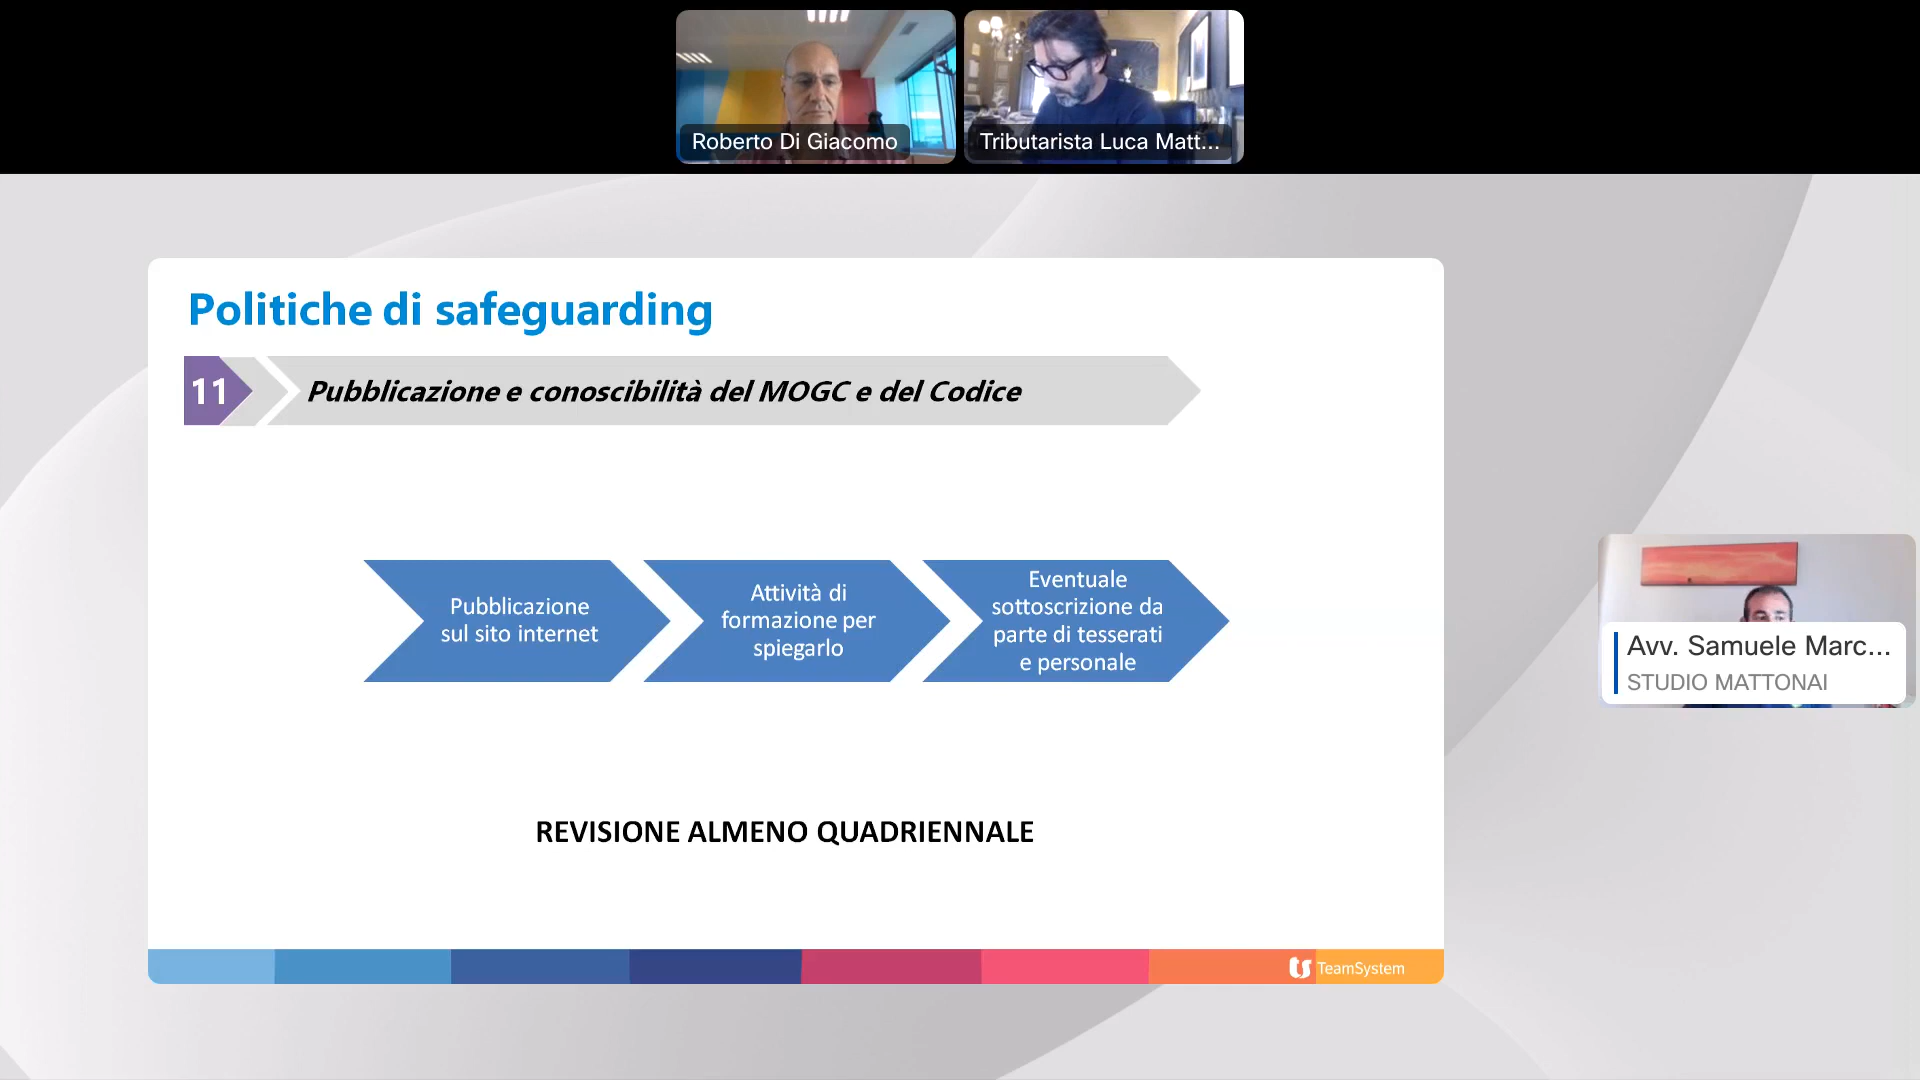 Roberto Di Giacomo
Tributarista Luca Matt...
Politiche di safeguarding
11
Pubblicazione e conoscibilità del MOGC e del Codice
Pubblicazione
sul sito internet
Attività di
formazione per
spiegarlo
Eventuale
sottoscrizione da
parte di tesserati
e personale
Avv. Samuele Marc...
STUDIO MATTONAI
REVISIONE ALMENO QUADRIENNALE
ts TeamSystem